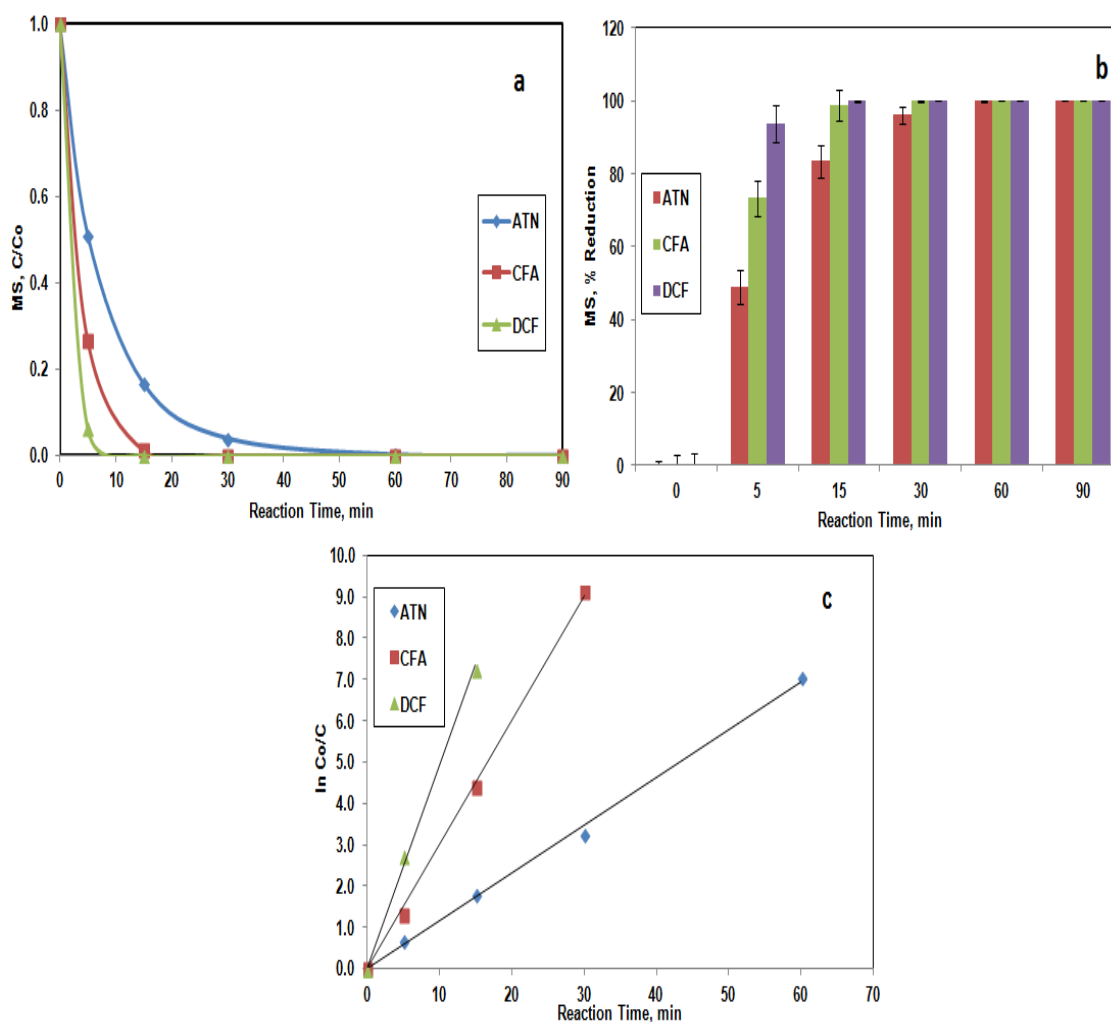 a
1.0
0.8
0.6
0.4
0.2
0.0
MS, C/Co
ATN
CFA
DCF
0 10 20 30 40 50 60 70 80 90
Reaction Time, min
b
120
100
80
60
40
20
0
MS, % Reduction
ATN
CFA
DCF
0 5 15 30 60 90
Reaction Time, min
c
10.0
9.0
8.0
7.0
6.0
5.0
4.0
3.0
2.0
1.0
0.0
ln Co/C
ATN
CFA
DCF
0 10 20 30 40 50 60 70
Reaction Time, min